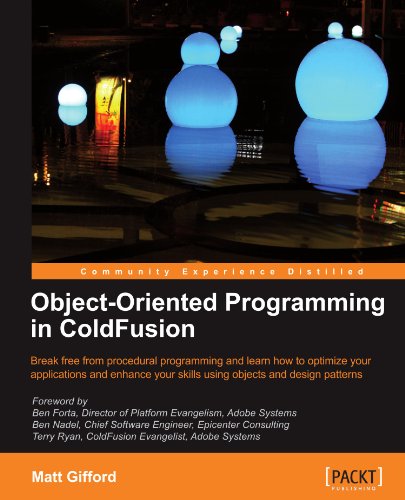 Community Experience Distilled
Object-Oriented Programming
in ColdFusion
Break free from procedural programming and learn how to optimize your
applications and enhance your skills using objects and design patterns
Foreword by
Ben Forta, Director of Platform Evangelism, Adobe Systems
Ben Nadel, Chief Software Engineer, Epicenter Consulting
Terry Ryan, ColdFusion Evangelist, Adobe Systems
Matt Gifford
[PACKT]
PUBLISHING